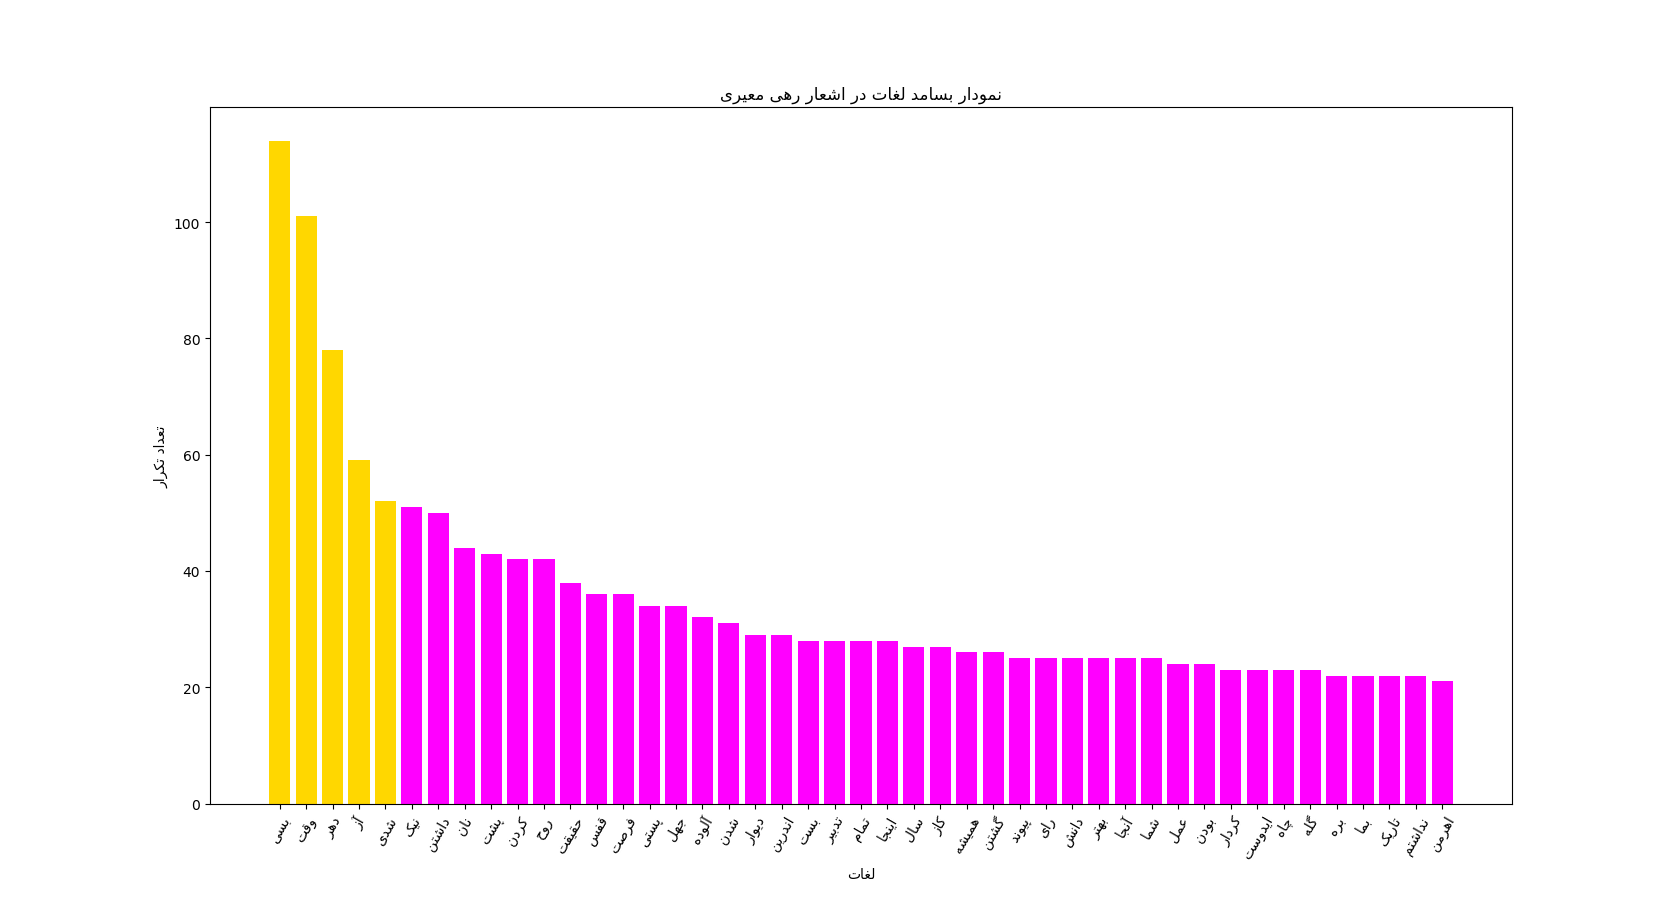 نمودار بسامد لغات در اشعار رهی معیری
تعداد تکرار
100
80
60
40
20
0
بسی
وقت
دهر
آز
شدی
نیک
داشتن
نان
پشت
کردن
روح
حقیقت
قفس
فرصت
پستی
جهل
آلوده
شدن
دیوار
اندرین
بست
تدبیر
تمام
اینجا
سال
کاز
همیشه
گشتن
پیوند
رای
دانش
بهتر
آنجا
شما
عمل
بودن
کردار
ایدوست
چاه
گله
بره
بما
تاریک
نداشتم
اهرمن
لغات